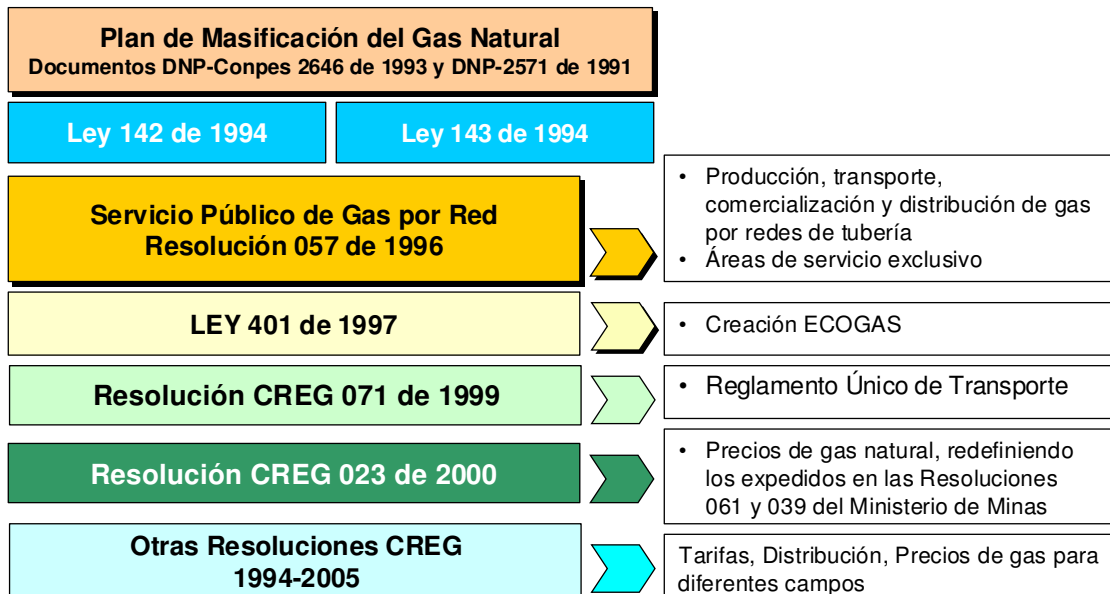 Plan de Masificación del Gas Natural
Documentos DNP-Conpes 2646 de 1993 y DNP-2571 de 1991
Ley 142 de 1994
Ley 143 de 1994
Servicio Público de Gas por Red
Resolución 057 de 1996
• Producción, transporte,
comercialización y distribución de gas
por redes de tubería
• Áreas de servicio exclusivo
LEY 401 de 1997
• Creación ECOGAS
Resolución CREG 071 de 1999
• Reglamento Único de Transporte
Resolución CREG 023 de 2000
• Precios de gas natural, redefiniendo
los expedidos en las Resoluciones
061 y 039 del Ministerio de Minas
Otras Resoluciones CREG
1994-2005
Tarifas, Distribución, Precios de gas para
diferentes campos